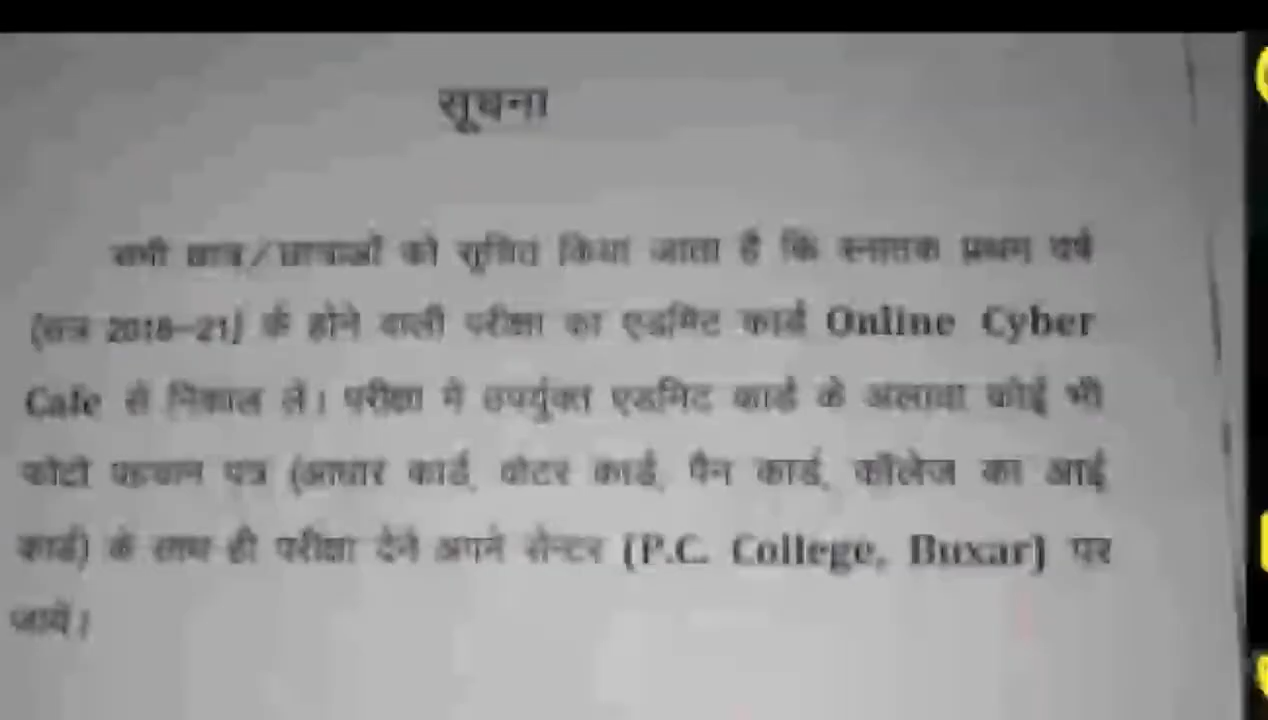 सूचना
सभी छात्र/छात्राओं को सूचित किया जाता है कि स्नातक प्रथम वर्ष
(सत्र 2018–21) के होने वाली परीक्षा का एडमिट कार्ड Online Cyber
Cafe से निकाल लें। परीक्षा में उपर्युक्त एडमिट कार्ड के अलावा कोई भी
फोटो पहचान पत्र (आधार कार्ड, वोटर कार्ड, पैन कार्ड, कॉलेज का आई
कार्ड) के साथ ही परीक्षा देने अपने सेन्टर (P.C. College, Buxar) पर
जायें।